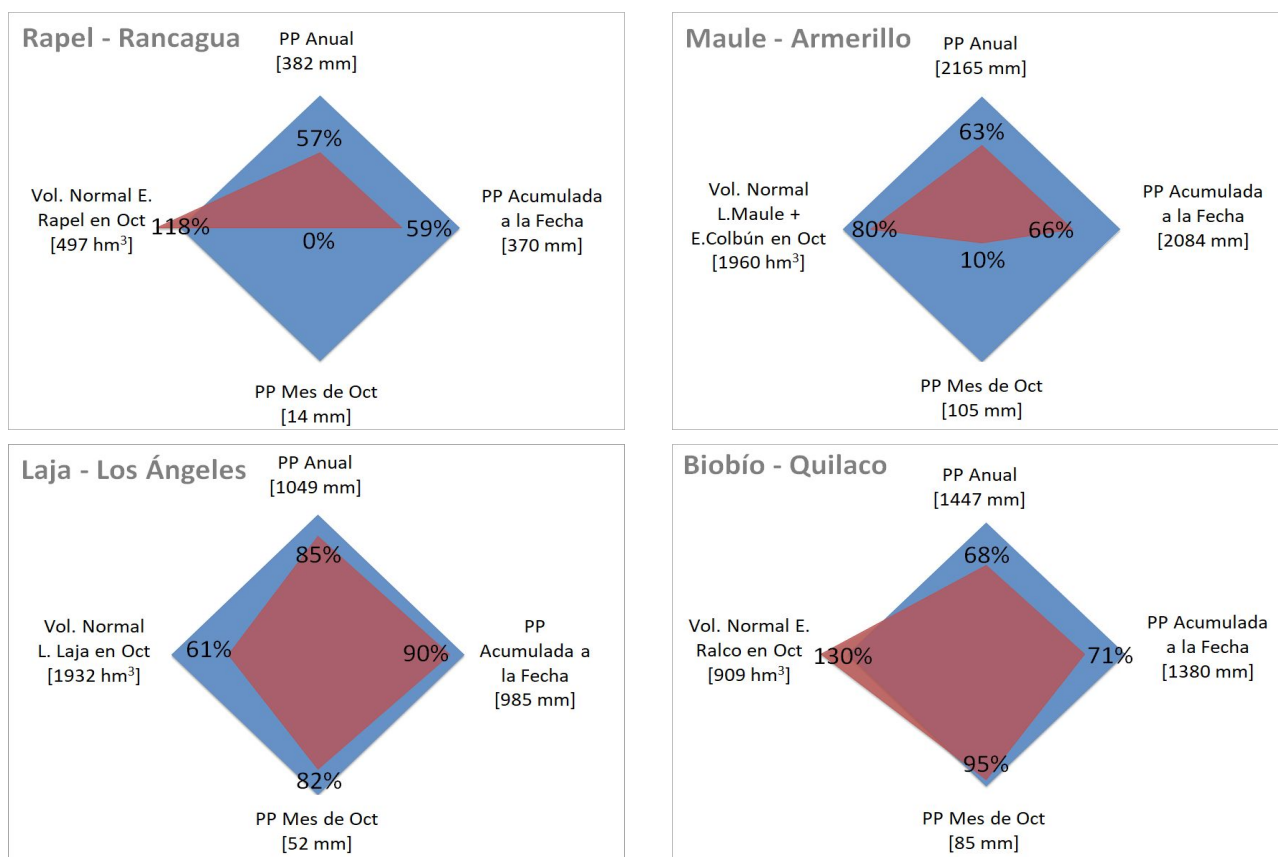 Rapel - Rancagua
PP Anual
[382 mm]
57%
Vol. Normal E.
Rapel en Oct
[497 hm³]
118%
0%
59%
PP Acumulada
a la Fecha
[370 mm]
PP Mes de Oct
[14 mm]
Maule - Armerillo
PP Anual
[2165 mm]
63%
Vol. Normal
L.Maule +
E.Colbún en Oct
[1960 hm³]
80%
66%
10%
PP Acumulada
a la Fecha
[2084 mm]
PP Mes de Oct
[105 mm]
Laja - Los Ángeles
PP Anual
[1049 mm]
85%
Vol. Normal
L. Laja en Oct
[1932 hm³]
61%
90%
PP
Acumulada a
la Fecha
[985 mm]
82%
PP Mes de Oct
[52 mm]
Biobío - Quilaco
PP Anual
[1447 mm]
68%
Vol. Normal E.
Ralco en Oct
[909 hm³]
130%
71%
PP Acumulada
a la Fecha
[1380 mm]
95%
PP Mes de Oct
[85 mm]